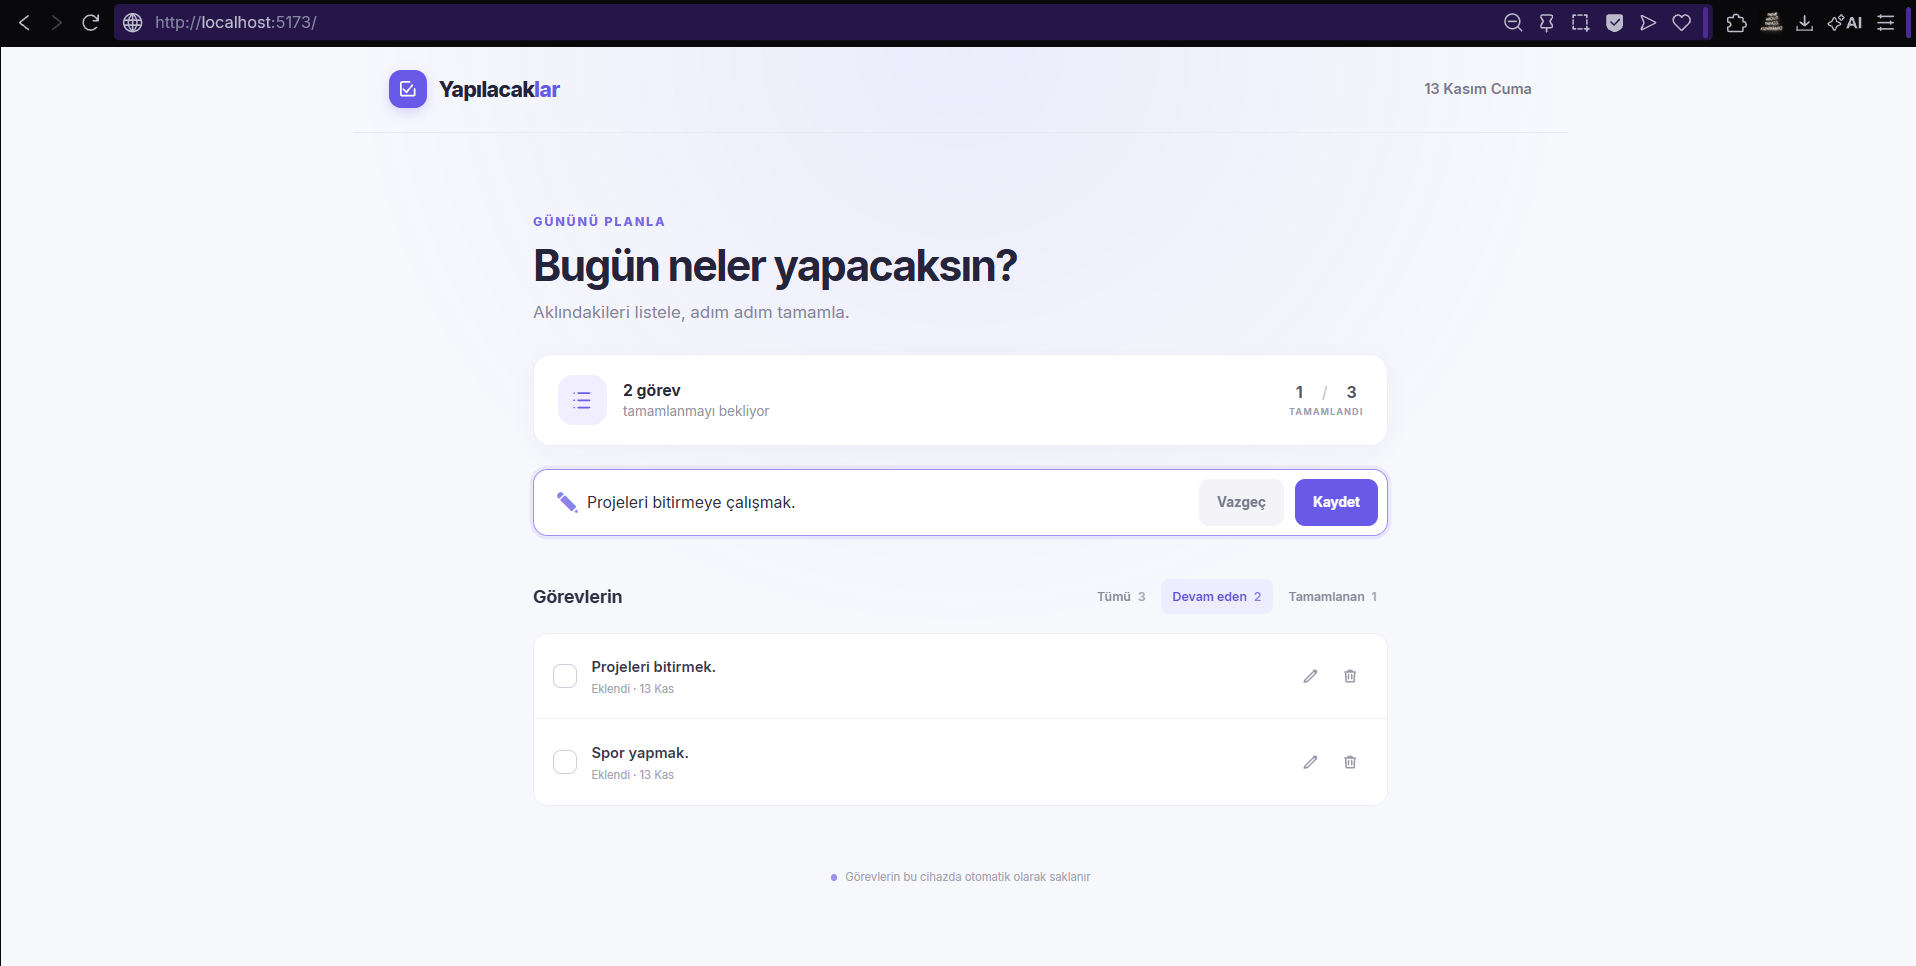 http://localhost:5173/
AI
Yapılacaklar
13 Kasım Cuma
GÜNÜNÜ PLANLA
Bugün neler yapacaksın?
Aklındakileri listele, adım adım tamamla.
2 görev
tamamlanmayı bekliyor
1 / 3
TAMAMLANDI
Projeleri bitirmeye çalışmak.
Vazgeç
Kaydet
Görevlerin
Tümü 3
Devam eden 2
Tamamlanan 1
Projeleri bitirmek.
Eklendi · 13 Kas
Spor yapmak.
Eklendi · 13 Kas
Görevlerin bu cihazda otomatik olarak saklanır